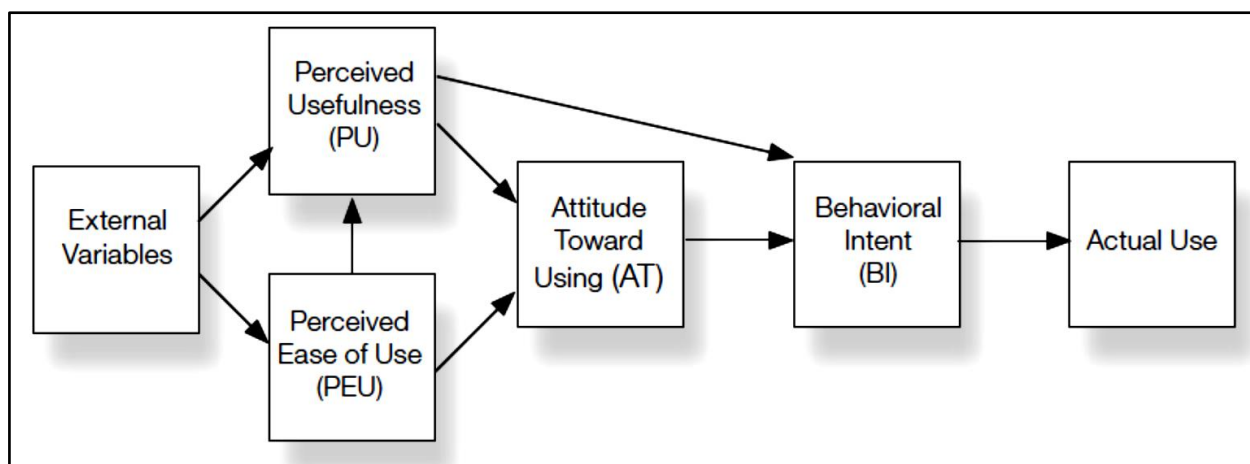 External
Variables
Perceived
Usefulness
(PU)
Perceived
Ease of Use
(PEU)
Attitude
Toward
Using (AT)
Behavioral
Intent
(BI)
Actual Use